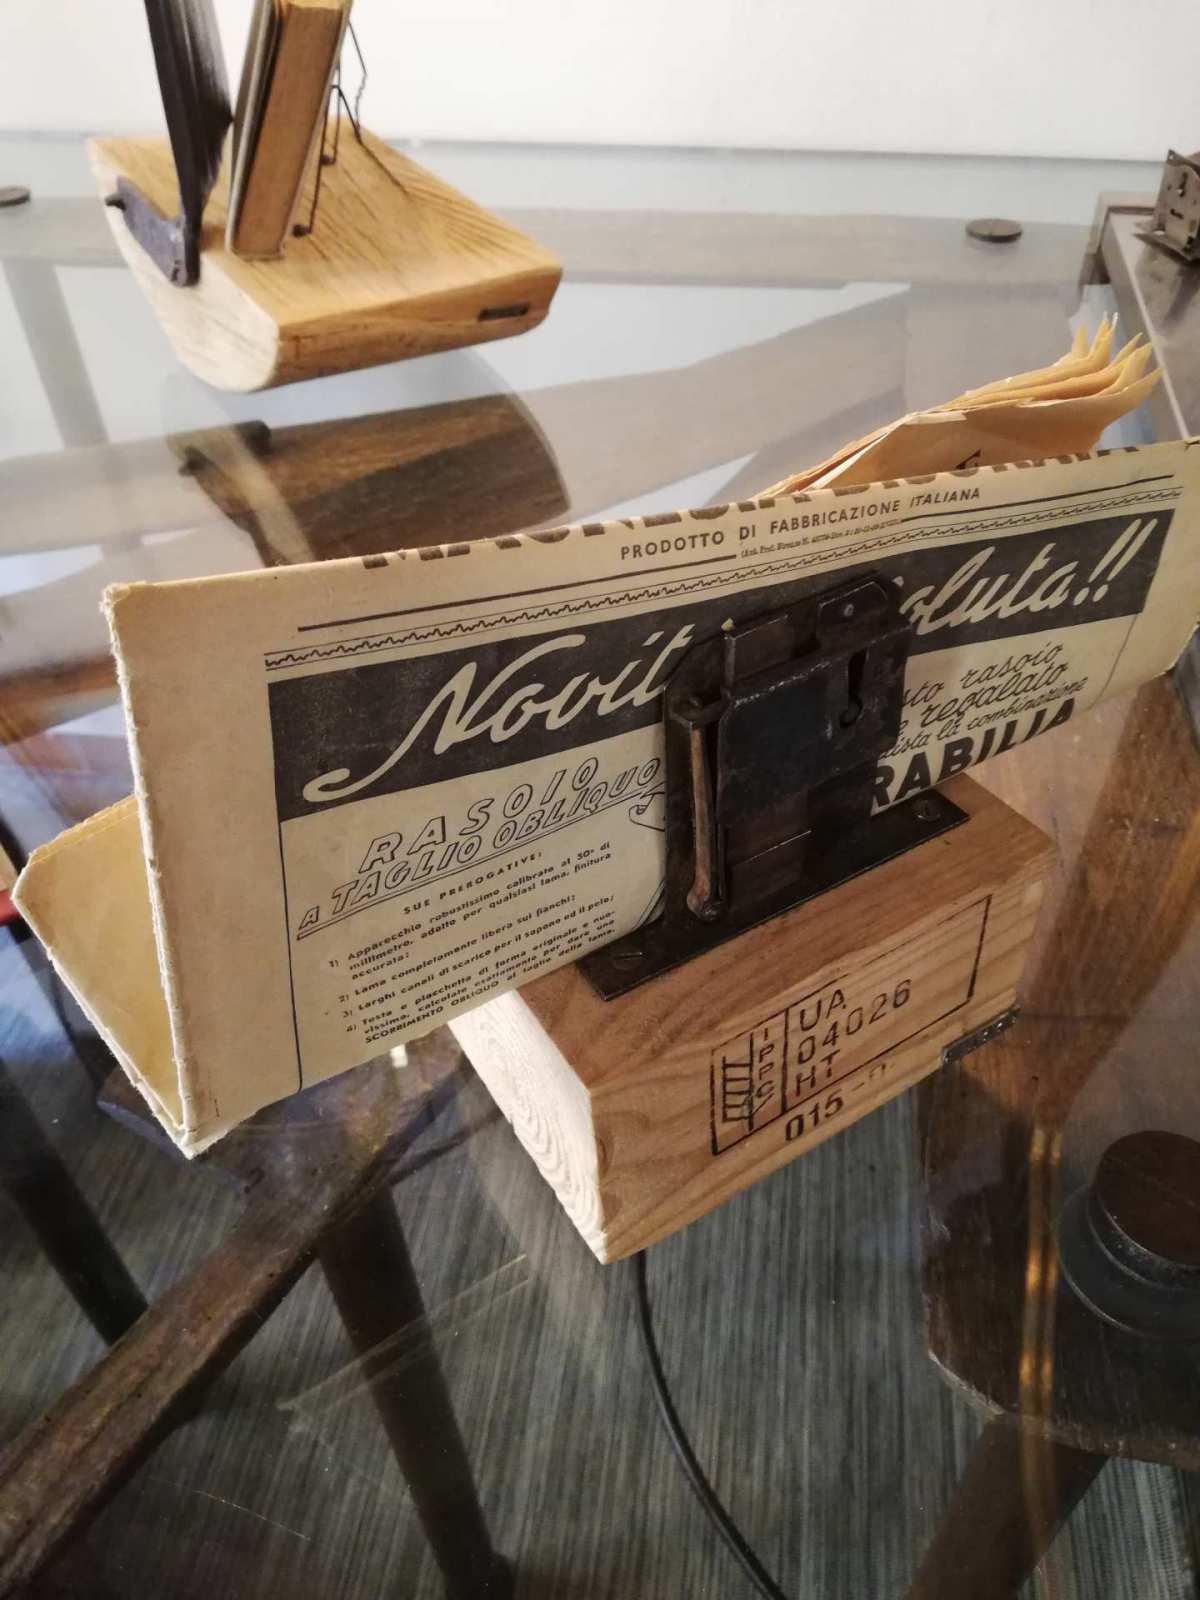 PRODOTTO DI FABBRICAZIONE ITALIANA
Novit oluta!!
RASOIO
A TAGLIO OBLIQUO
SUE PREROGATIVE:
1) Apparecchio robustissimo calibrato al 50° di
millimetro, adatto per qualsiasi lama, finitura
accurata;
2) Lama completamente libera sui fianchi;
3) Larghi canali di scarico per il sapone ed il pelo;
4) Testa e placchetta di forma originale e nuo-
vissima, calcolate esattamente per dare uno
SCORRIMENTO OBLIQUO al taglio della lama.
sto rasoio
e regalato
uista la combinazione
RABILIA
IPPC
UA
04026
HT
015